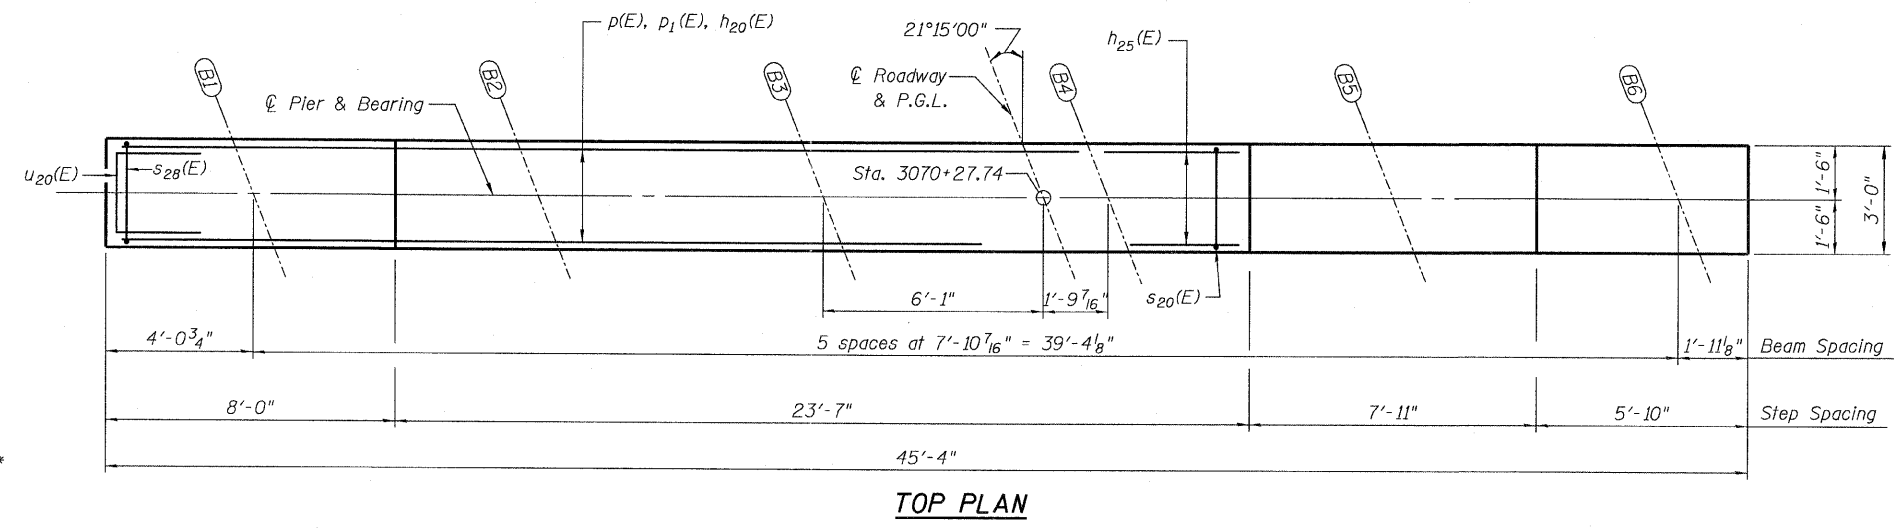 p(E), p₁(E), h₂₀(E)
21°15'00"
h₂₅(E)
B1
B2
B3
B4
B5
B6
℄ Roadway
& P.G.L.
℄ Pier & Bearing
u₂₀(E)
s₂₈(E)
Sta. 3070+27.74
1'-6"
1'-6"
3'-0"
s₂₀(E)
6'-1"
1'-9 7/16"
4'-0 3/4"
5 spaces at 7'-10 7/16" = 39'-4 1/8"
1'-11 1/8"
Beam Spacing
8'-0"
23'-7"
7'-11"
5'-10"
Step Spacing
45'-4"
*
TOP PLAN